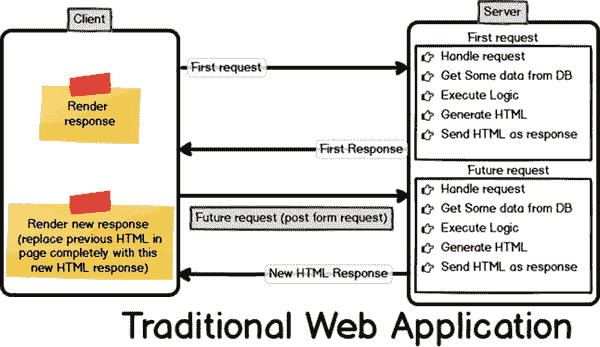 Client
Server
First request
Handle request
Get Some data from DB
Execute Logic
Generate HTML
Send HTML as response
First request
Render
response
First Response
Future request
Handle request
Get Some data from DB
Execute Logic
Generate HTML
Send HTML as response
Future request (post form request)
Render new response
(replace previous HTML in
page completely with this
new HTML response)
New HTML Response
Traditional Web Application